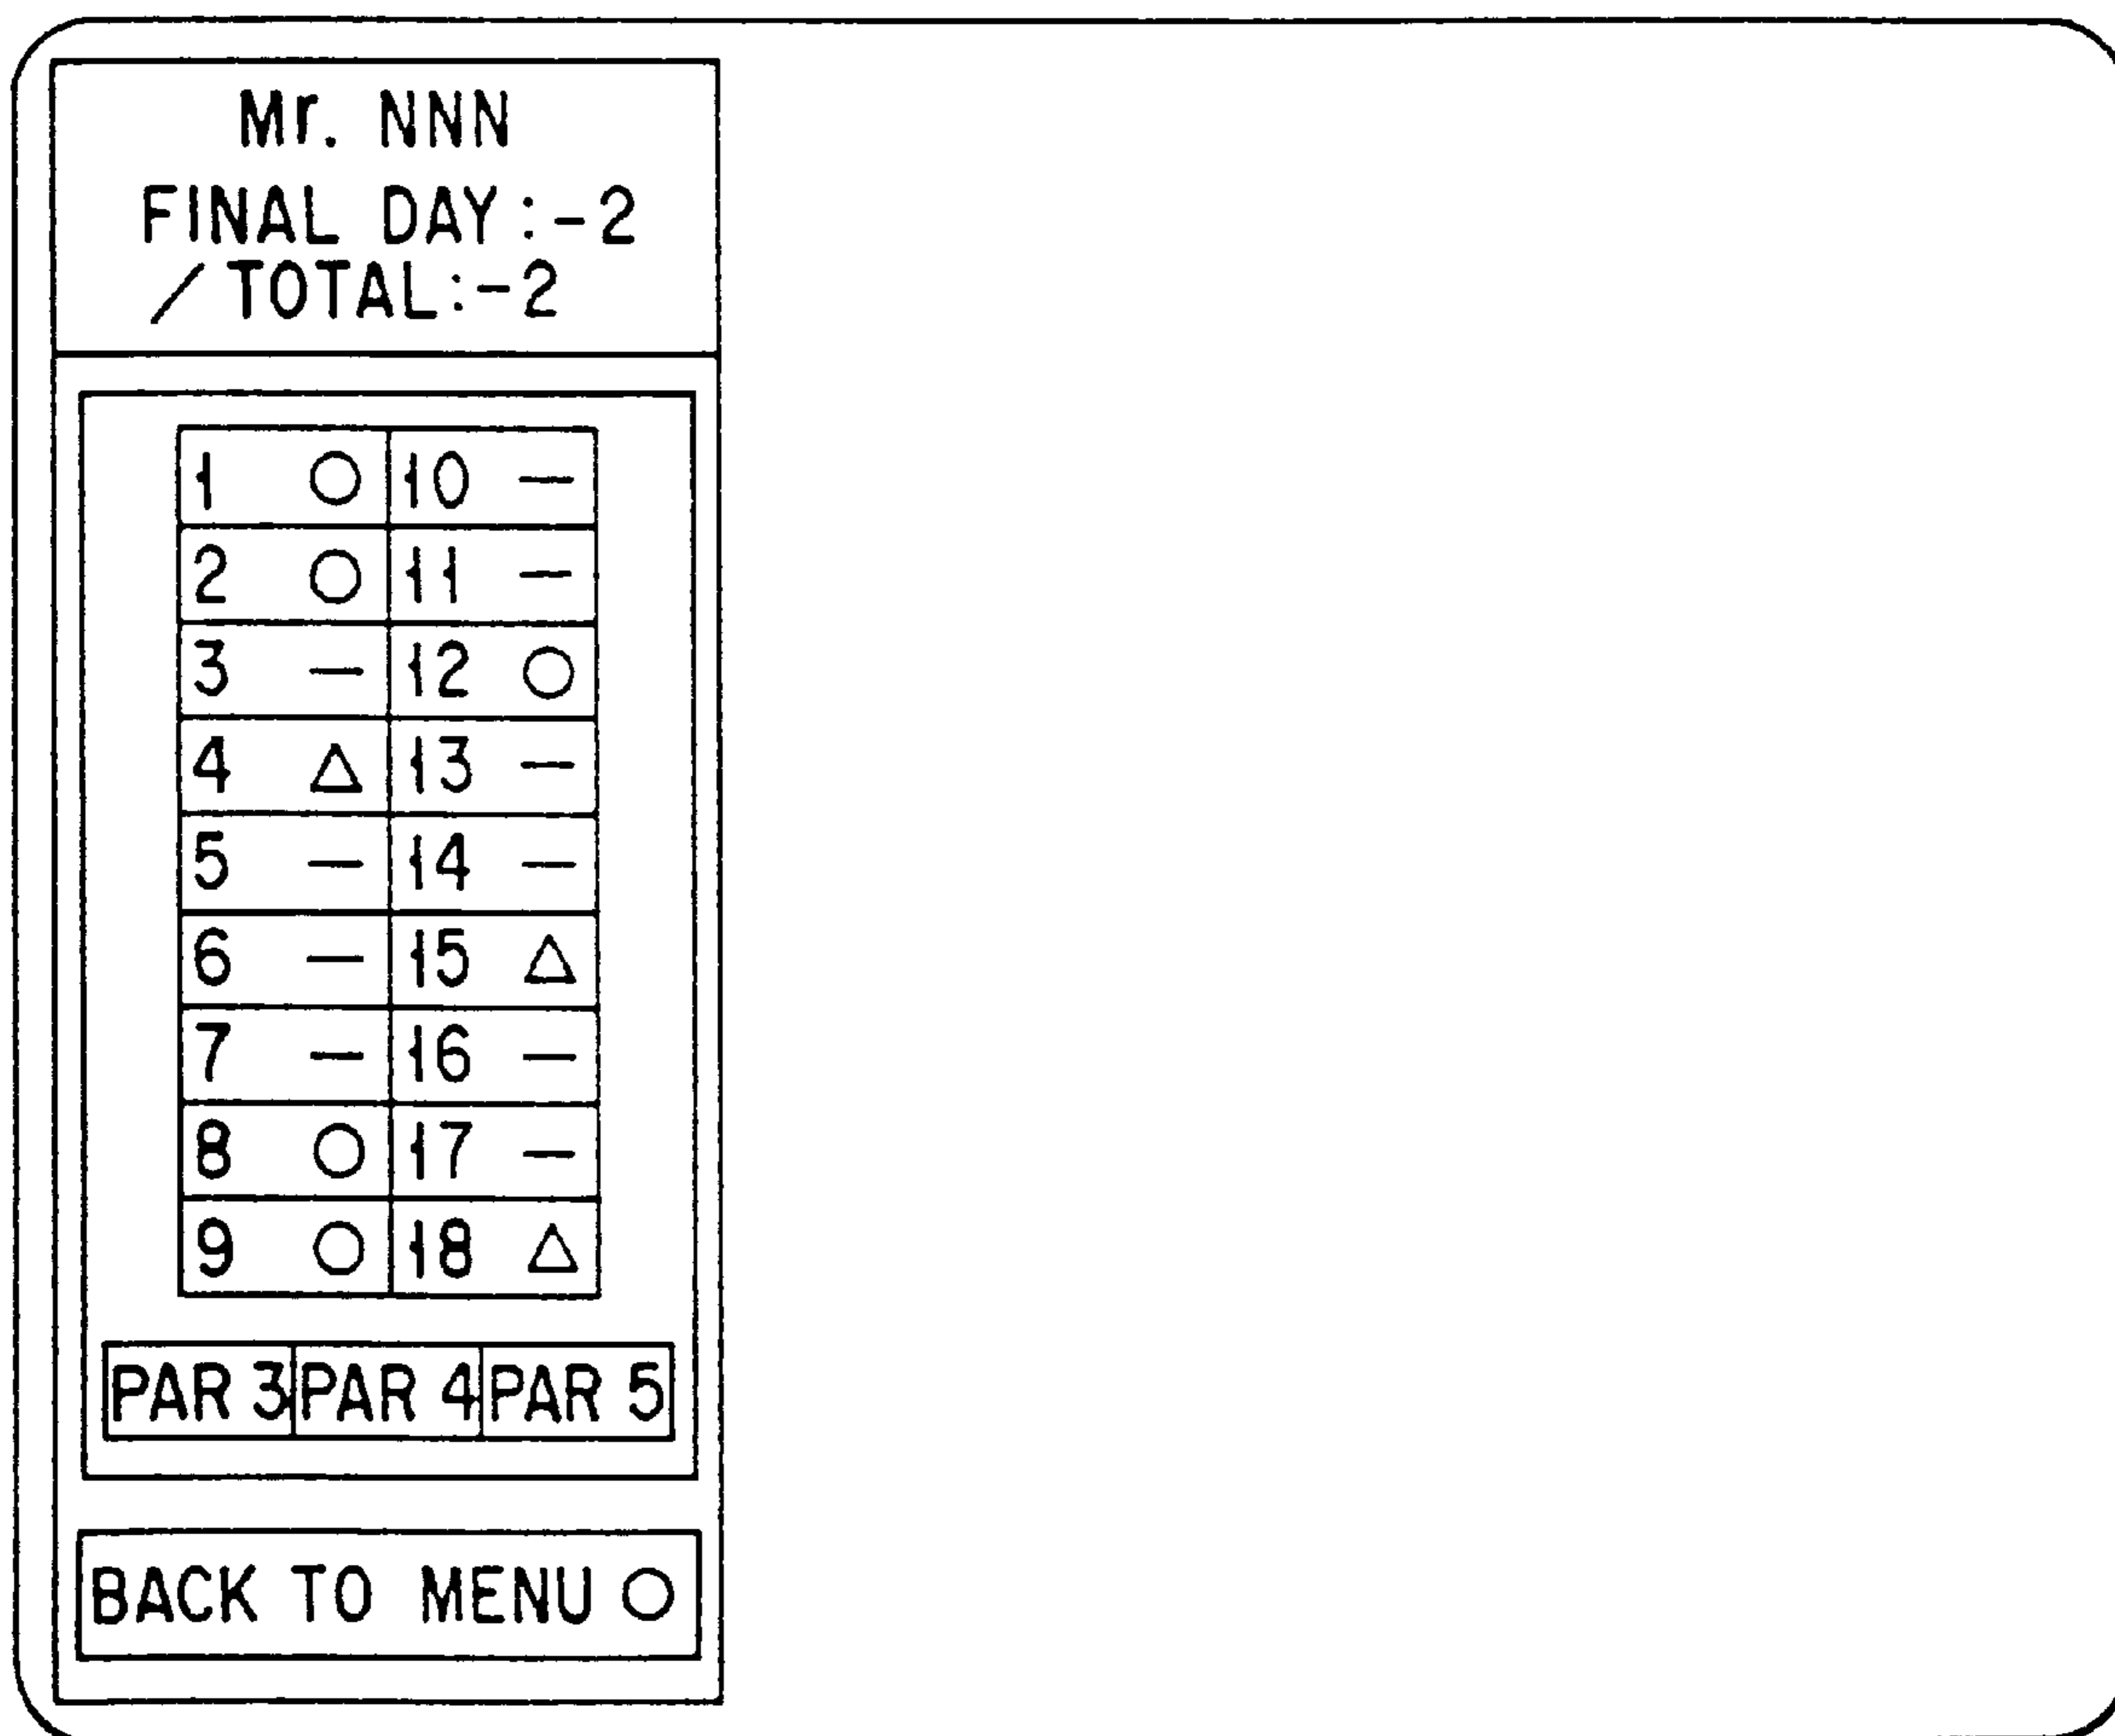 Mr. NNN
FINAL DAY:-2
/TOTAL:-2
1 ○ 10 —
2 ○ 11 —
3 — 12 ○
4 △ 13 —
5 — 14 —
6 — 15 △
7 — 16 —
8 ○ 17 —
9 ○ 18 △
PAR 3 PAR 4 PAR 5
BACK TO MENU ○